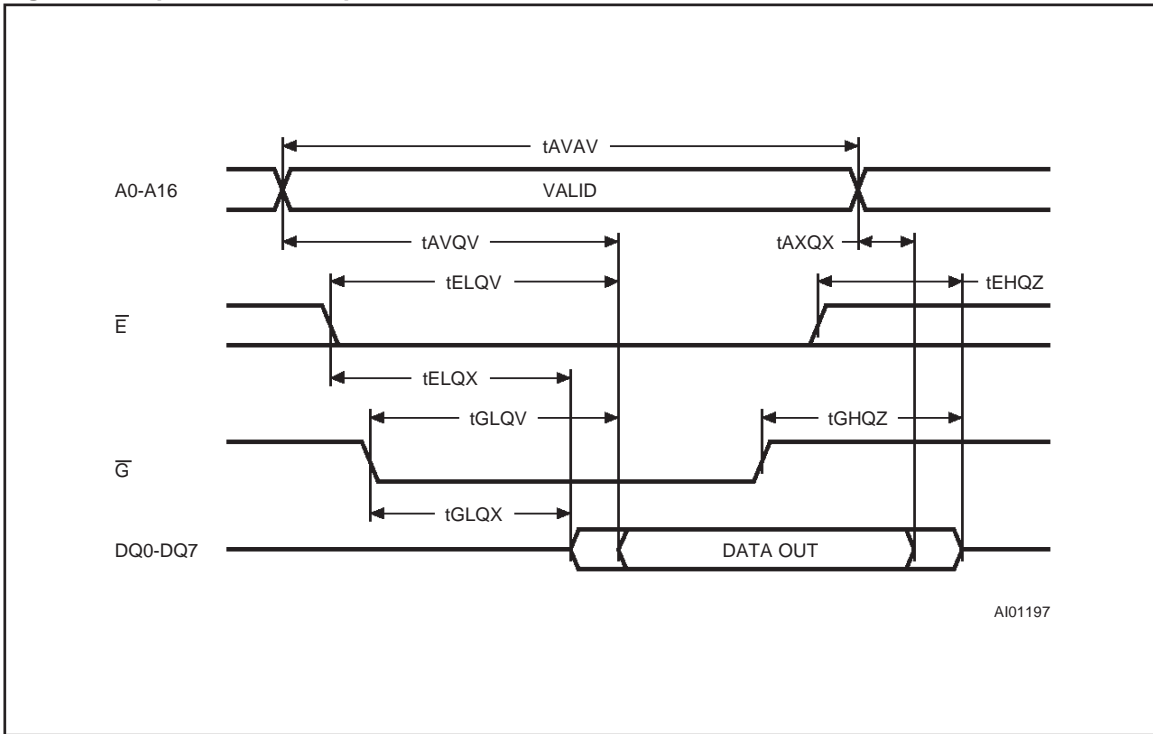 tAVAV
A0-A16
VALID
tAVQV
tAXQX
tELQV
tEHQZ
E
tELQX
tGLQV
tGHQZ
G
tGLQX
DQ0-DQ7
DATA OUT
AI01197